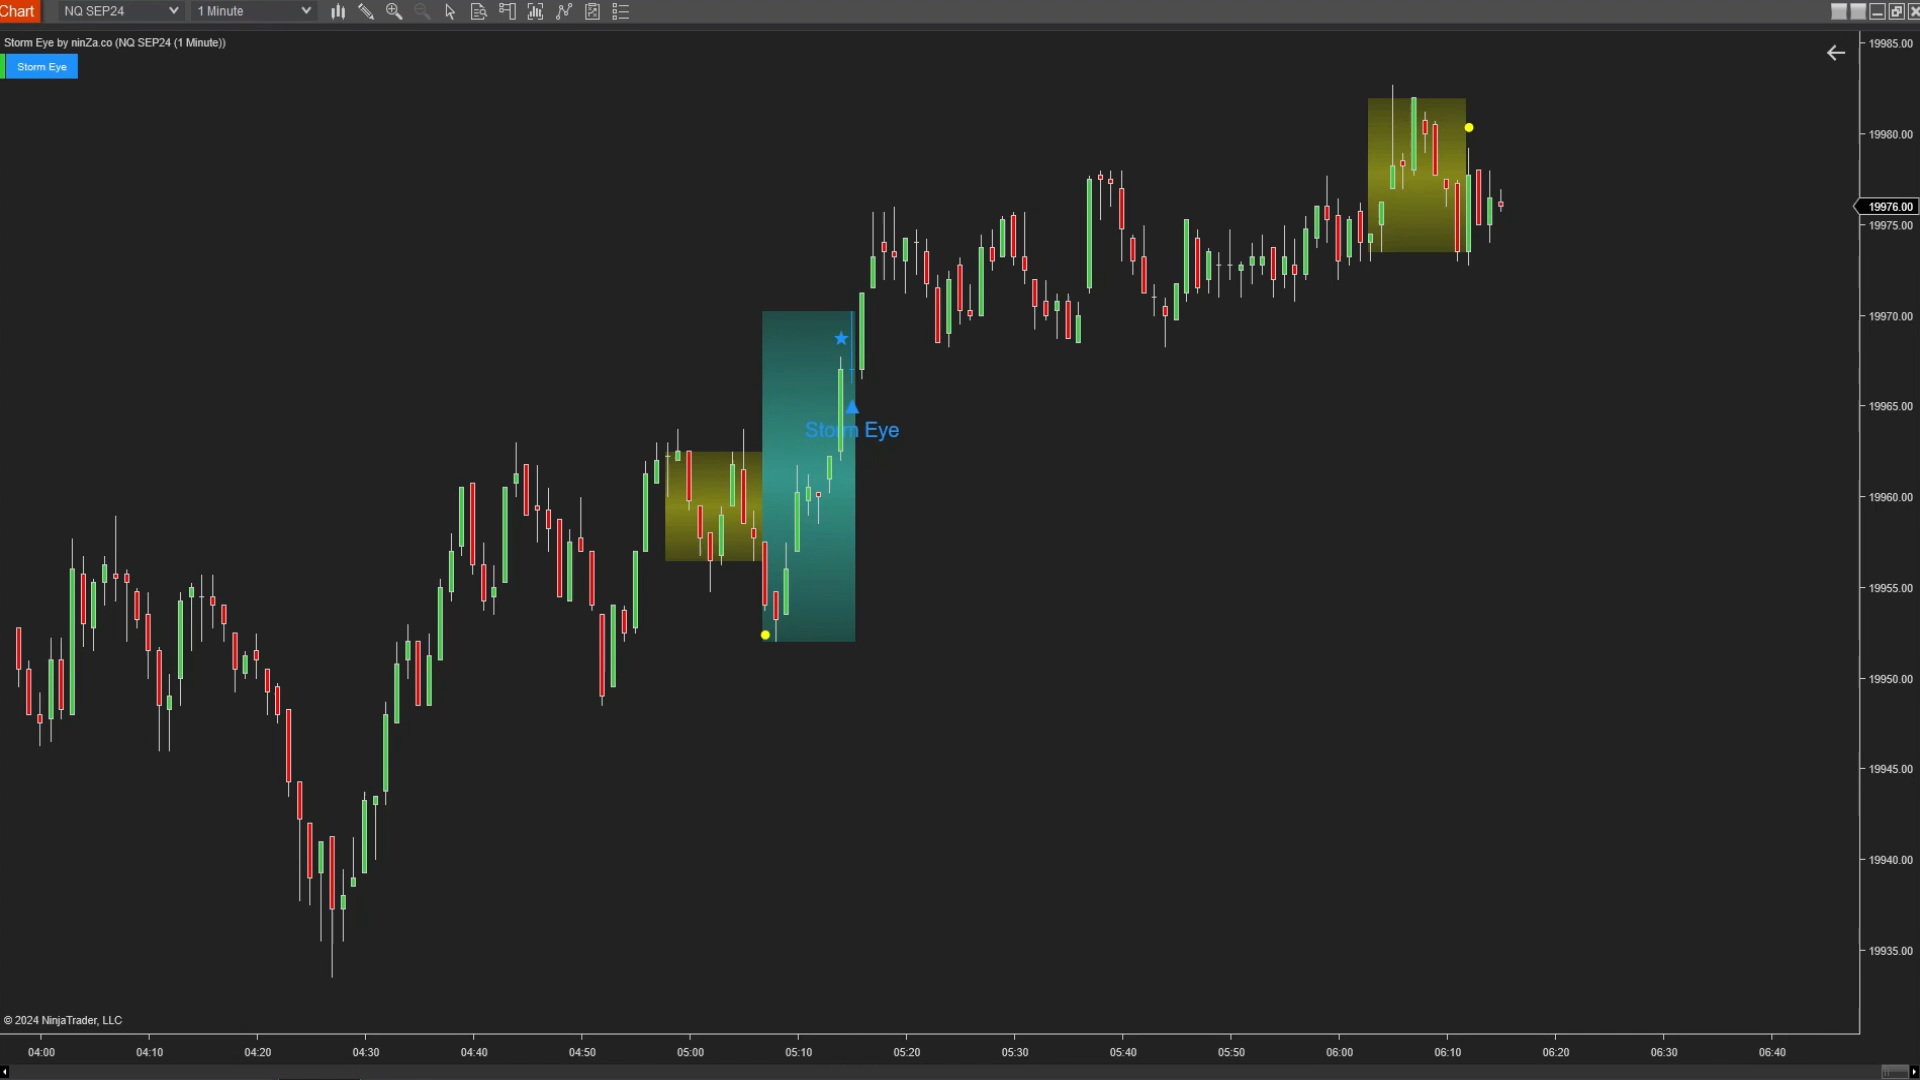 Chart NQ SEP24 1 Minute
Storm Eye by ninZa.co (NQ SEP24 (1 Minute))
Storm Eye
19985.00
19980.00
19976.00
19975.00
19970.00
19965.00
Storm Eye
19960.00
19955.00
19950.00
19945.00
19940.00
19935.00
© 2024 NinjaTrader, LLC
04:00 04:10 04:20 04:30 04:40 04:50 05:00 05:10 05:20 05:30 05:40 05:50 06:00 06:10 06:20 06:30 06:40